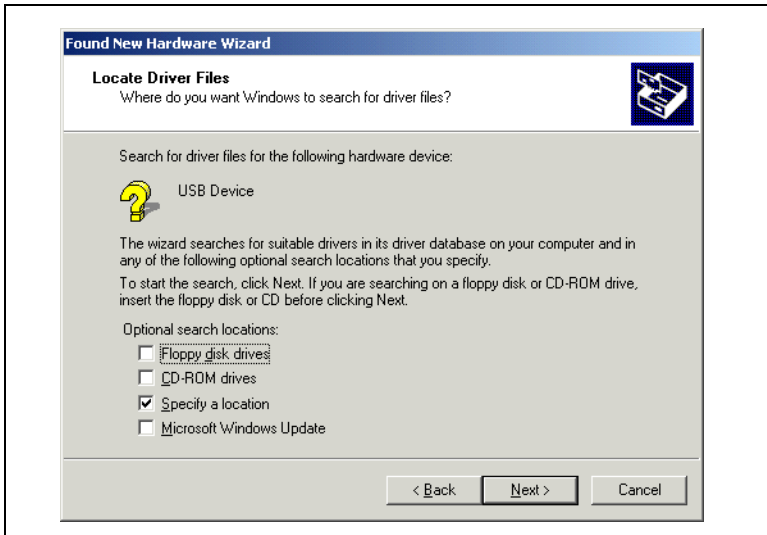 Found New Hardware Wizard
Locate Driver Files
Where do you want Windows to search for driver files?
Search for driver files for the following hardware device:
USB Device
The wizard searches for suitable drivers in its driver database on your computer and in
any of the following optional search locations that you specify.
To start the search, click Next. If you are searching on a floppy disk or CD-ROM drive,
insert the floppy disk or CD before clicking Next.
Optional search locations:
Floppy disk drives
CD-ROM drives
Specify a location
Microsoft Windows Update
< Back Next > Cancel